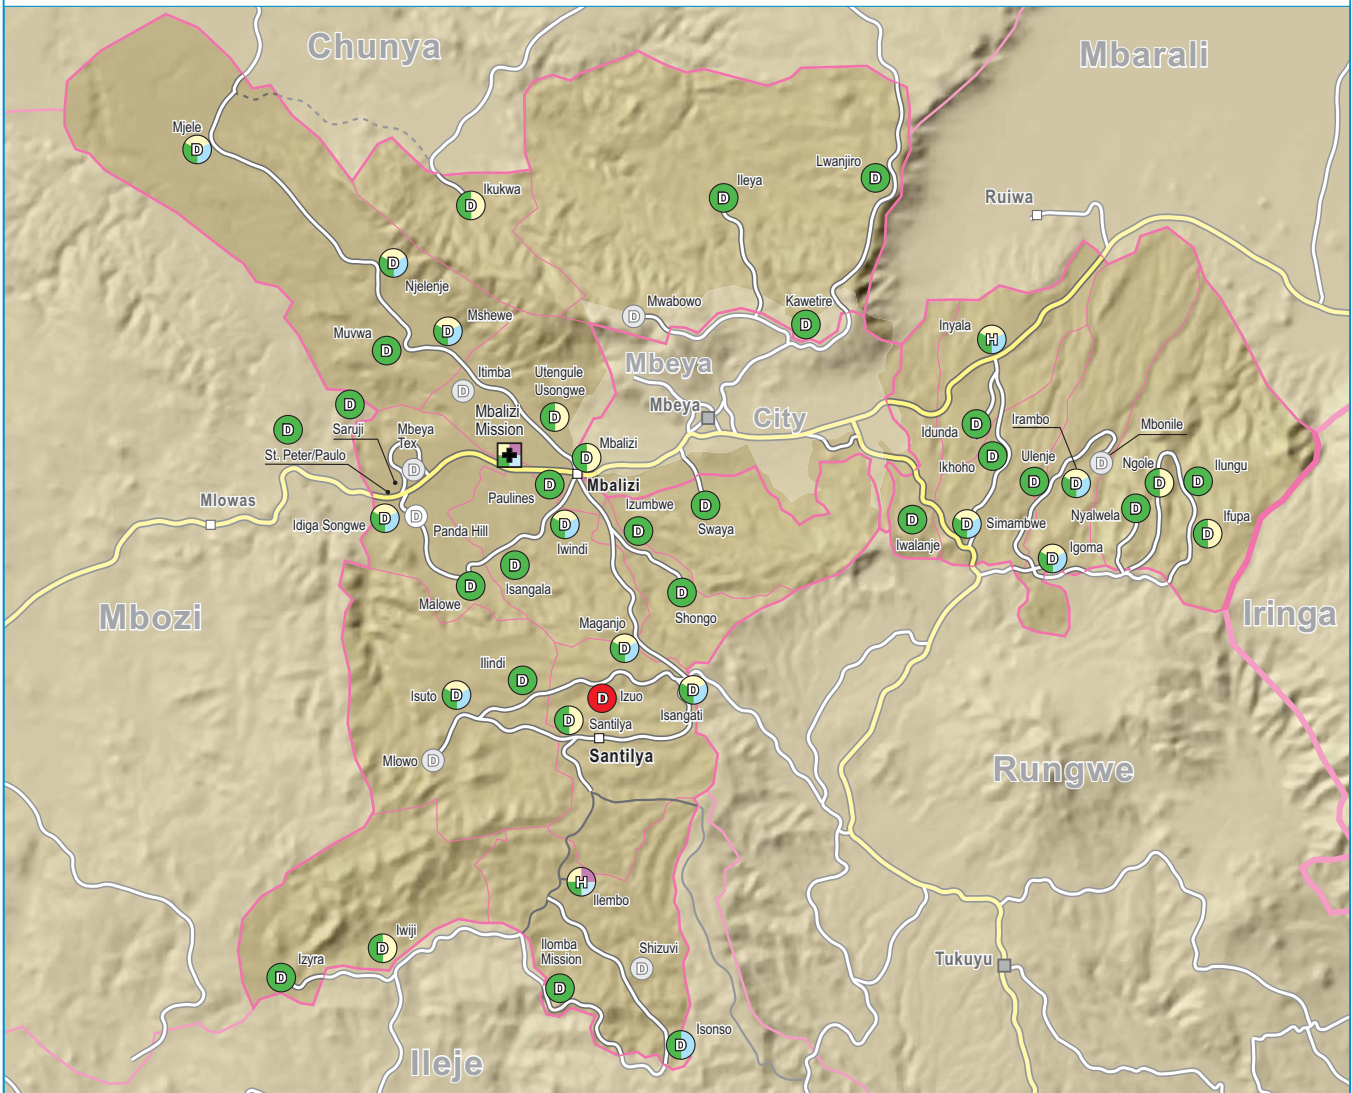 Chunya
Mbarali
Mjele
D
Ikukwa
D
Ileya
D
Lwanjiro
D
Ruiwa
D
Njelenje
Mwabowo
D
Kawetire
D
Mshewe
D
Muvwa
D
Inyala
H
Mbeya
Itimba
D
Utengule
Usongwe
D
Mbeya
City
D
Saruji
D
Mbeya
Tex
D
St. Peter/Paulo
Mbalizi
Mission
Mbalizi
D
Mbalizi
Idunda
D
Irambo
D
Mbonile
D
Ikhoho
D
Ulenje
D
Ngole
D
Ilungu
D
Mlowas
Idiga Songwe
D
Panda Hill
D
Paulines
D
Iwindi
D
Izumbwe
D
Swaya
D
Iwalanje
D
Simambwe
D
Nyalwela
D
Ifupa
D
Igoma
D
Malowe
D
Isangala
D
Shongo
D
Mbozi
Iringa
Maganjo
D
Ilindi
D
Isuto
D
Izuo
D
Isangati
D
Santilya
D
Santilya
Mlowo
D
Rungwe
Ilembo
H
Iwiji
D
Izyra
D
Ilomba
Mission
D
Shizuvi
D
Tukuyu
Isonso
D
Ileje